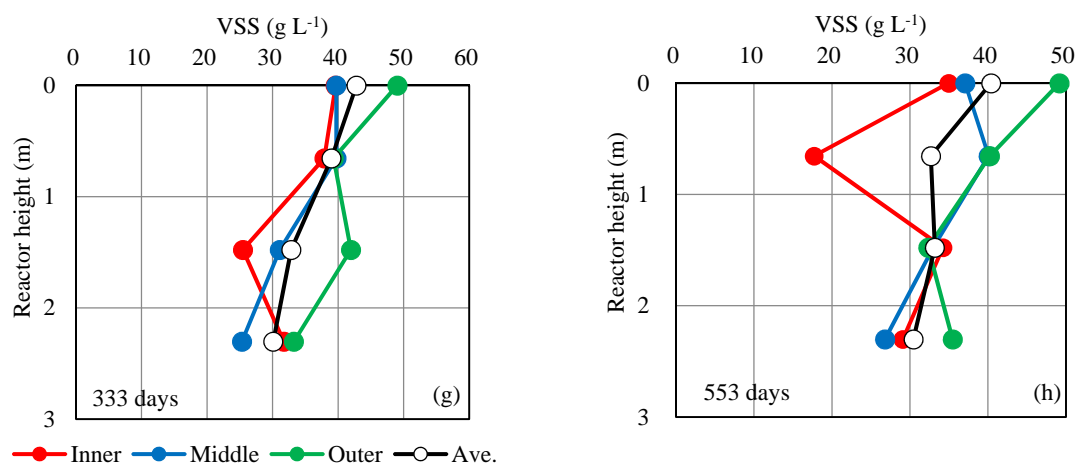 VSS (g L-1)
0 10 20 30 40 50 60
0
1
2
3
Reactor height (m)
333 days
(g)
VSS (g L-1)
0 10 20 30 40 50
0
1
2
3
Reactor height (m)
553 days
(h)
Inner Middle Outer Ave.